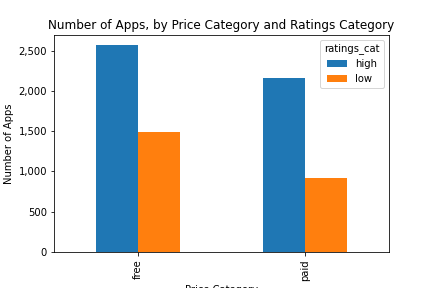 Number of Apps, by Price Category and Ratings Category
ratings_cat
high
low
2,500
2,000
1,500
1,000
500
0
Number of Apps
free
paid
Price Category